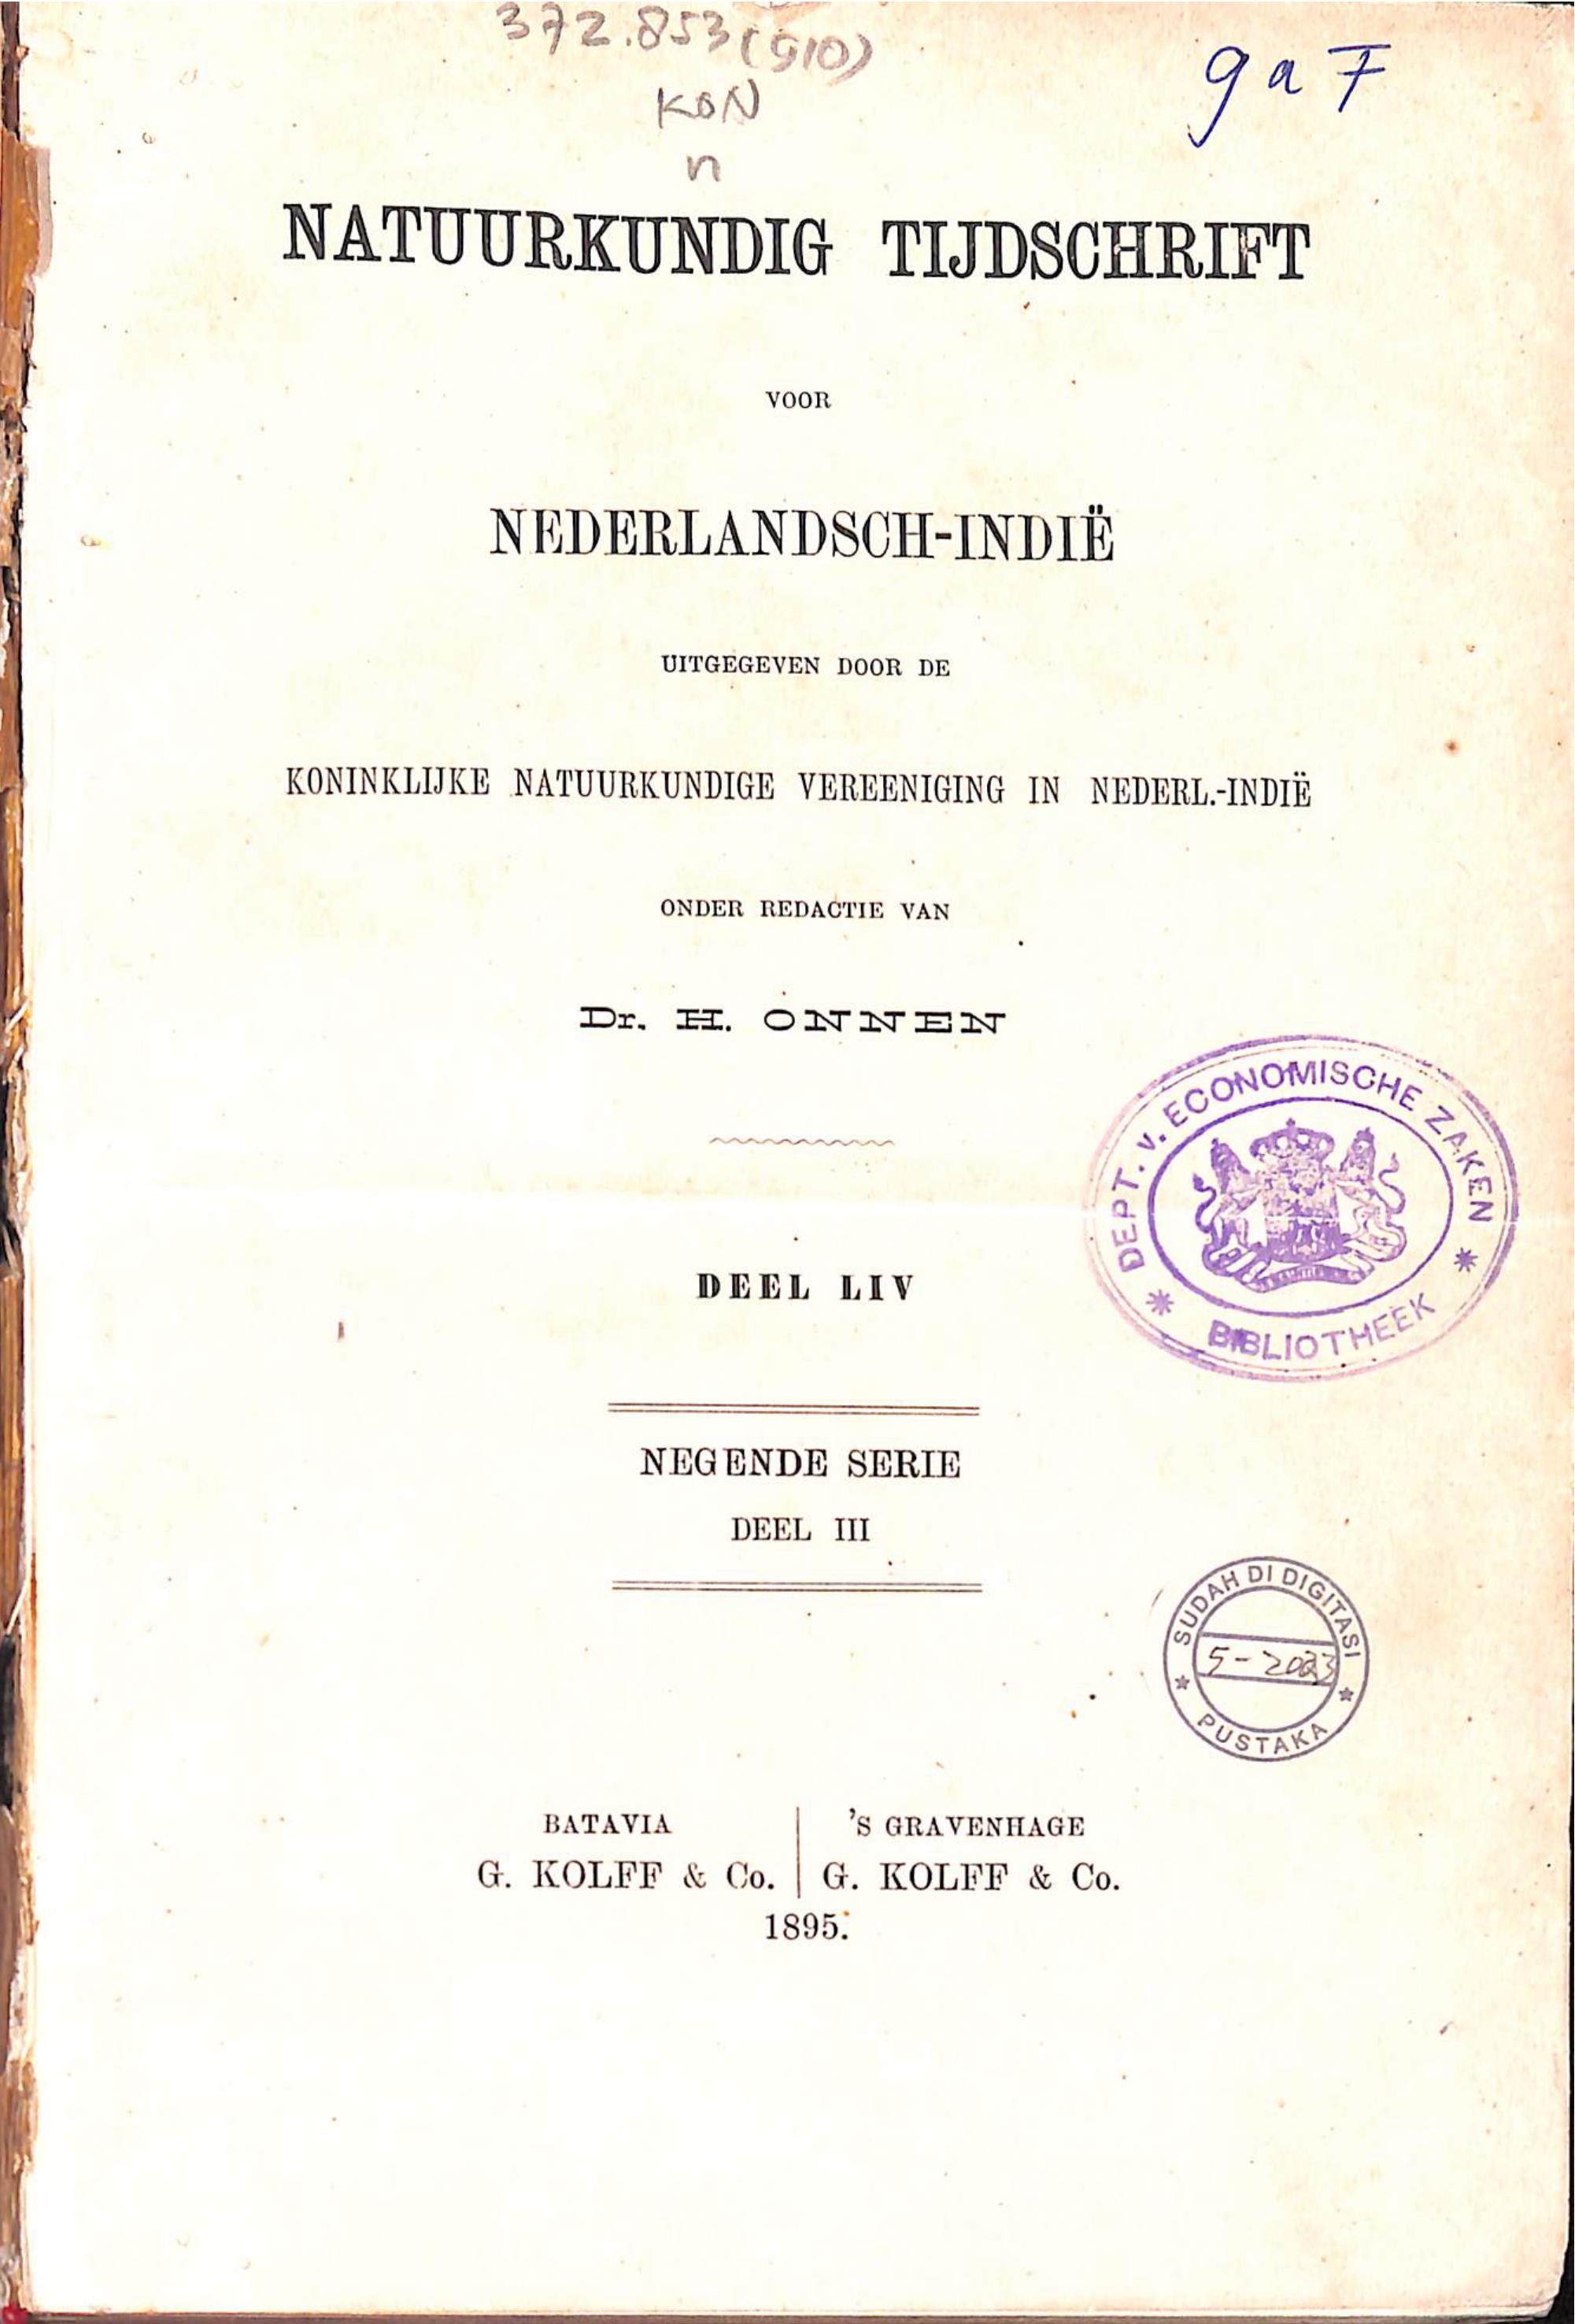 372.853(910)
KON
n
9 a 7
NATUURKUNDIG TIJDSCHRIFT
VOOR
NEDERLANDSCH-INDIË
UITGEGEVEN DOOR DE
KONINKLIJKE NATUURKUNDIGE VEREENIGING IN NEDERL.-INDIË
ONDER REDACTIE VAN
Dr. H. ONNEN
DEPT. v. ECONOMISCHE ZAKEN
* BIBLIOTHEEK *
DEEL LIV
NEGENDE SERIE
DEEL III
SUDAH DI DIGITASI
5-2023
* PUSTAKA *
BATAVIA
G. KOLFF & Co.
'S GRAVENHAGE
G. KOLFF & Co.
1895.